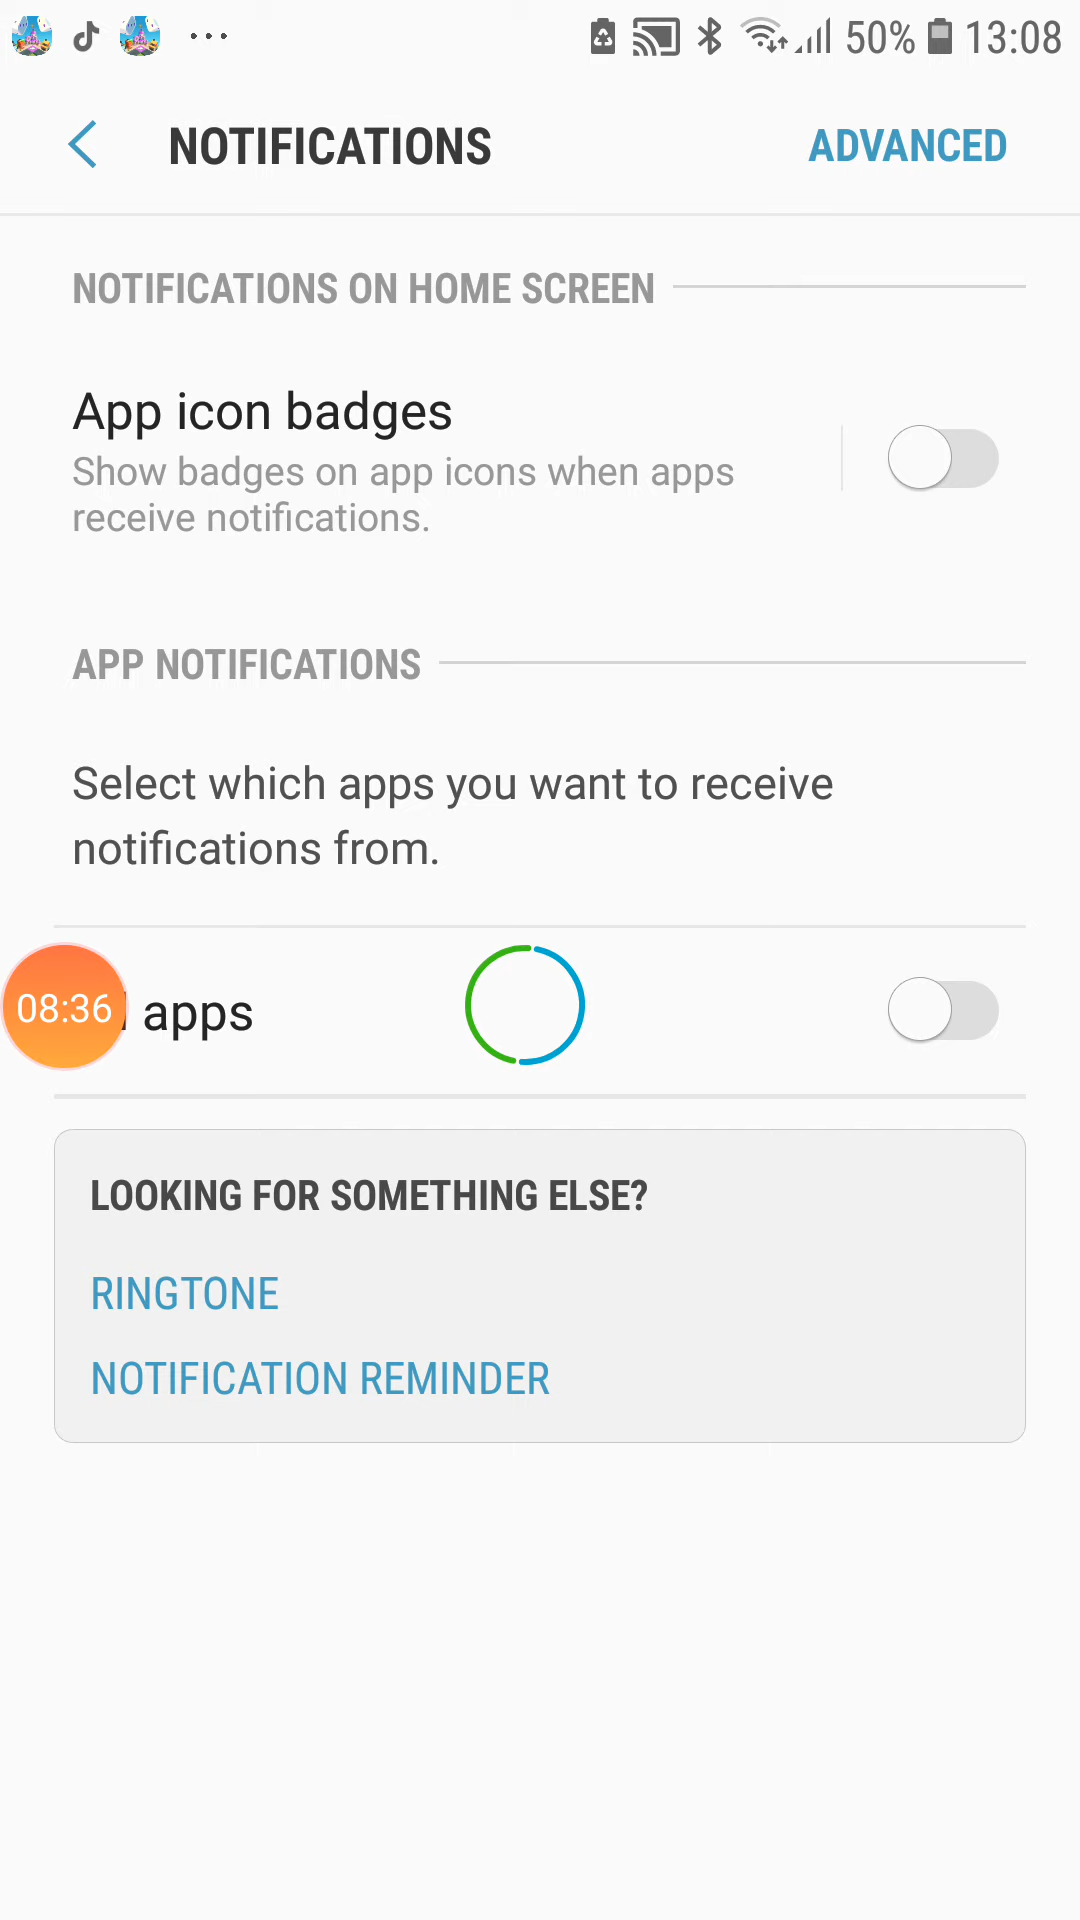 50% 13:08
NOTIFICATIONS ADVANCED
NOTIFICATIONS ON HOME SCREEN
App icon badges
Show badges on app icons when apps
receive notifications.
APP NOTIFICATIONS
Select which apps you want to receive
notifications from.
08:36 apps
LOOKING FOR SOMETHING ELSE?
RINGTONE
NOTIFICATION REMINDER